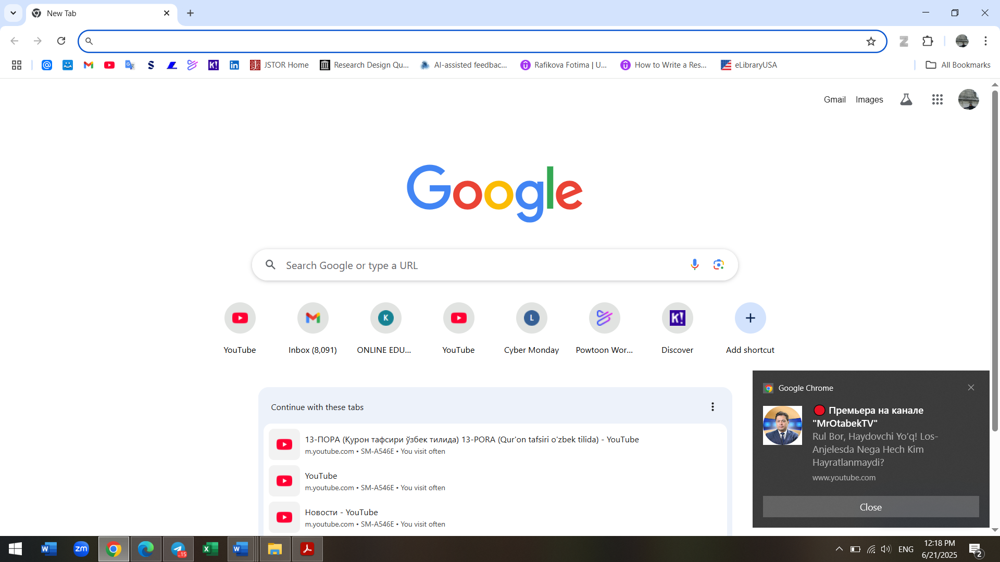 New Tab
JSTOR Home
Research Design Qu...
AI-assisted feedbac...
Rafikova Fotima | U...
How to Write a Res...
eLibraryUSA
All Bookmarks
Gmail
Images
Google
Search Google or type a URL
YouTube
Inbox (8,091)
ONLINE EDU...
YouTube
Cyber Monday
Powtoon Wor...
Discover
Add shortcut
Continue with these tabs
13-ПОРА (Қурон тафсири ўзбек тилида) 13-PORA (Qur'on tafsiri o'zbek tilida) - YouTube
m.youtube.com • SM-A546E • You visit often
YouTube
m.youtube.com • SM-A546E • You visit often
Новости - YouTube
m.youtube.com • SM-A546E • You visit often
Google Chrome
🔴 Премьера на канале
"MrOtabekTV"
Rul Bor, Haydovchi Yo‘q! Los-
Anjelesda Nega Hech Kim
Hayratlanmaydi?
www.youtube.com
Close
zm
..15
ENG
12:18 PM
6/21/2025
2